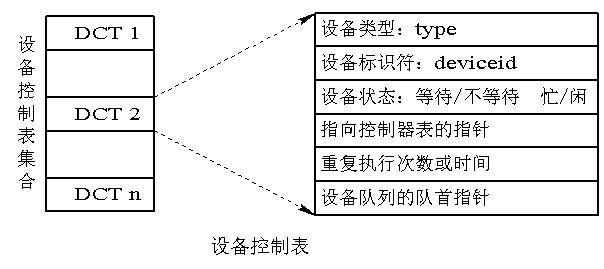 设备控制表集合
DCT 1
DCT 2
DCT n
设备类型：type
设备标识符：deviceid
设备状态：等待/不等待 忙/闲
指向控制器表的指针
重复执行次数或时间
设备队列的队首指针
设备控制表